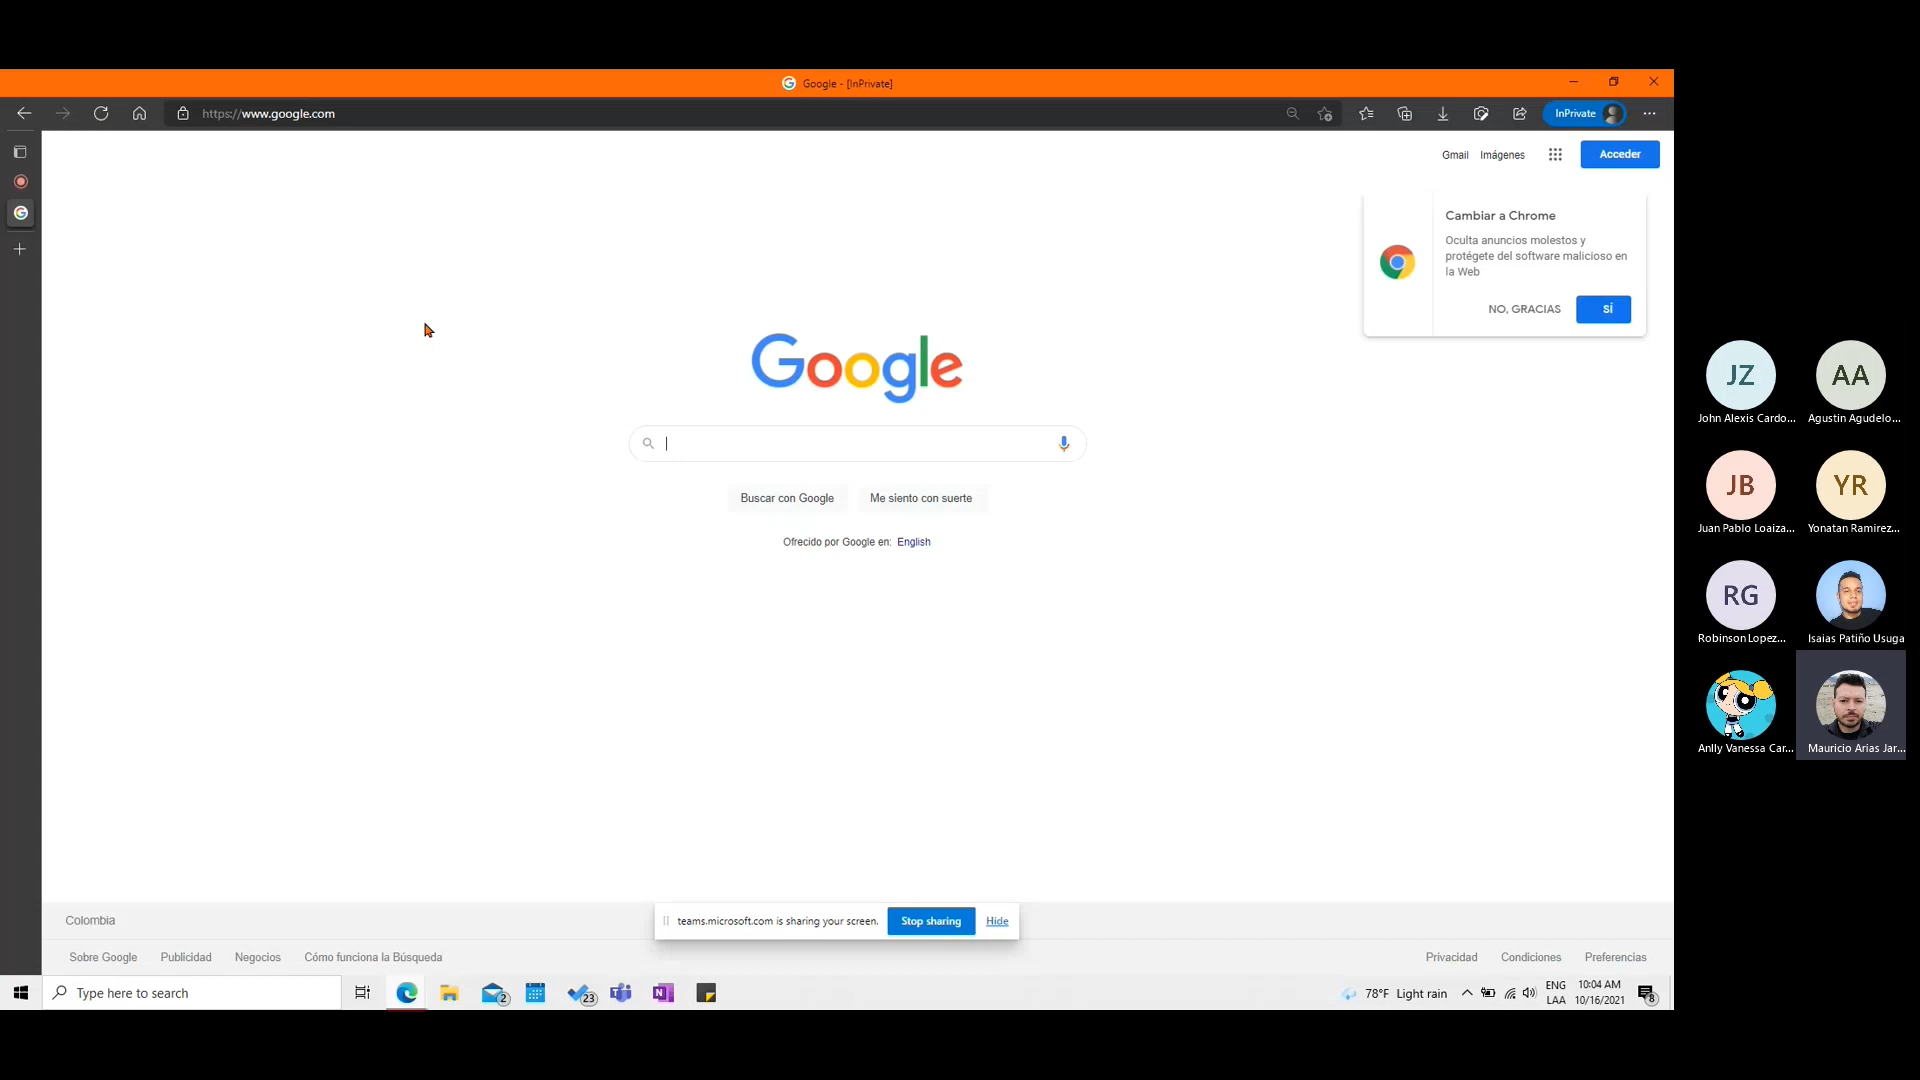 Google - [InPrivate]
https://www.google.com
InPrivate
Gmail Imágenes Acceder
Cambiar a Chrome
Oculta anuncios molestos y
protégete del software malicioso en
la Web
NO, GRACIAS SÍ
Google
Buscar con Google Me siento con suerte
Ofrecido por Google en: English
JZ AA
John Alexis Cardo... Agustin Agudelo...
JB YR
Juan Pablo Loaiza... Yonatan Ramirez...
RG
Robinson Lopez... Isaias Patiño Usuga
Anlly Vanessa Car... Mauricio Arias Jar...
Colombia
teams.microsoft.com is sharing your screen. Stop sharing Hide
Sobre Google Publicidad Negocios Cómo funciona la Búsqueda Privacidad Condiciones Preferencias
Type here to search 2 23 78°F Light rain ENG 10:04 AM
LAA 10/16/2021 8